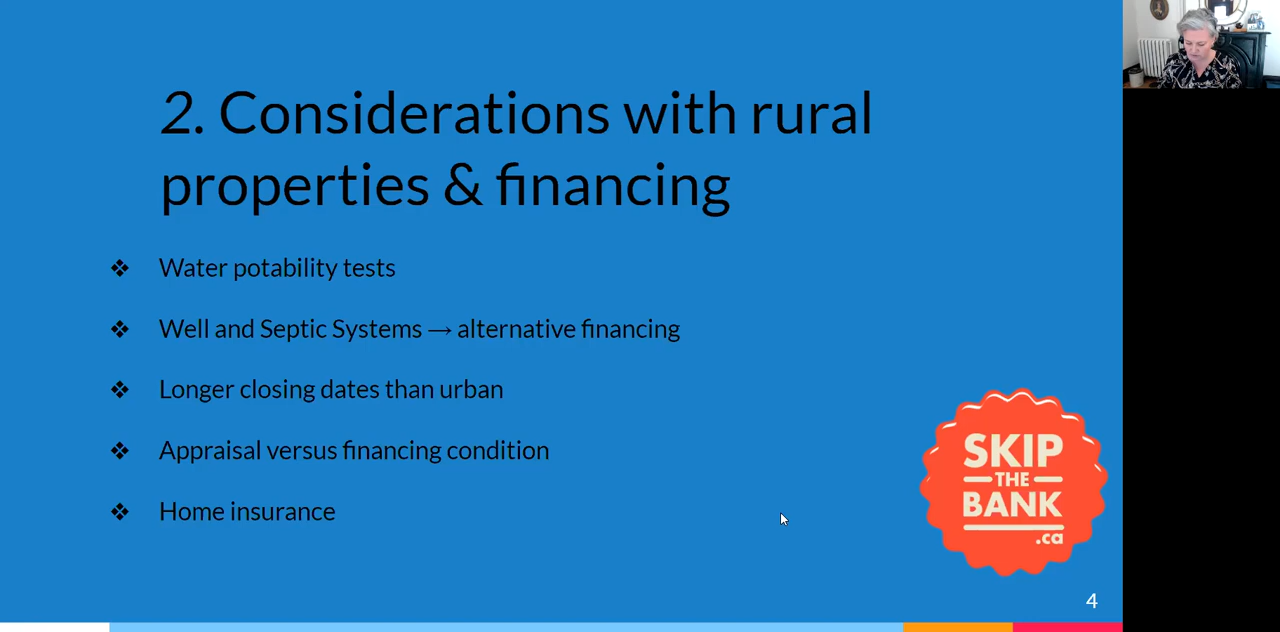 2. Considerations with rural
properties & financing
❖ Water potability tests
❖ Well and Septic Systems → alternative financing
❖ Longer closing dates than urban
❖ Appraisal versus financing condition
❖ Home insurance
SKIP
THE
BANK
.ca
4